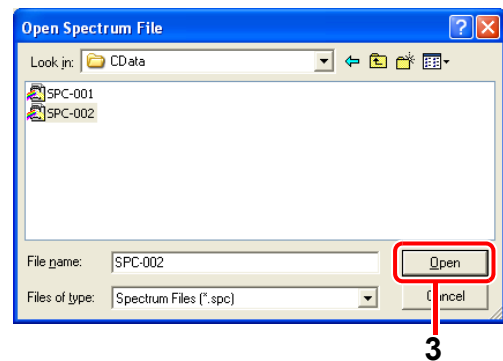 Open Spectrum File
Look in: CData
SPC-001
SPC-002
File name: SPC-002 Open
Files of type: Spectrum Files (*.spc) Cancel
3